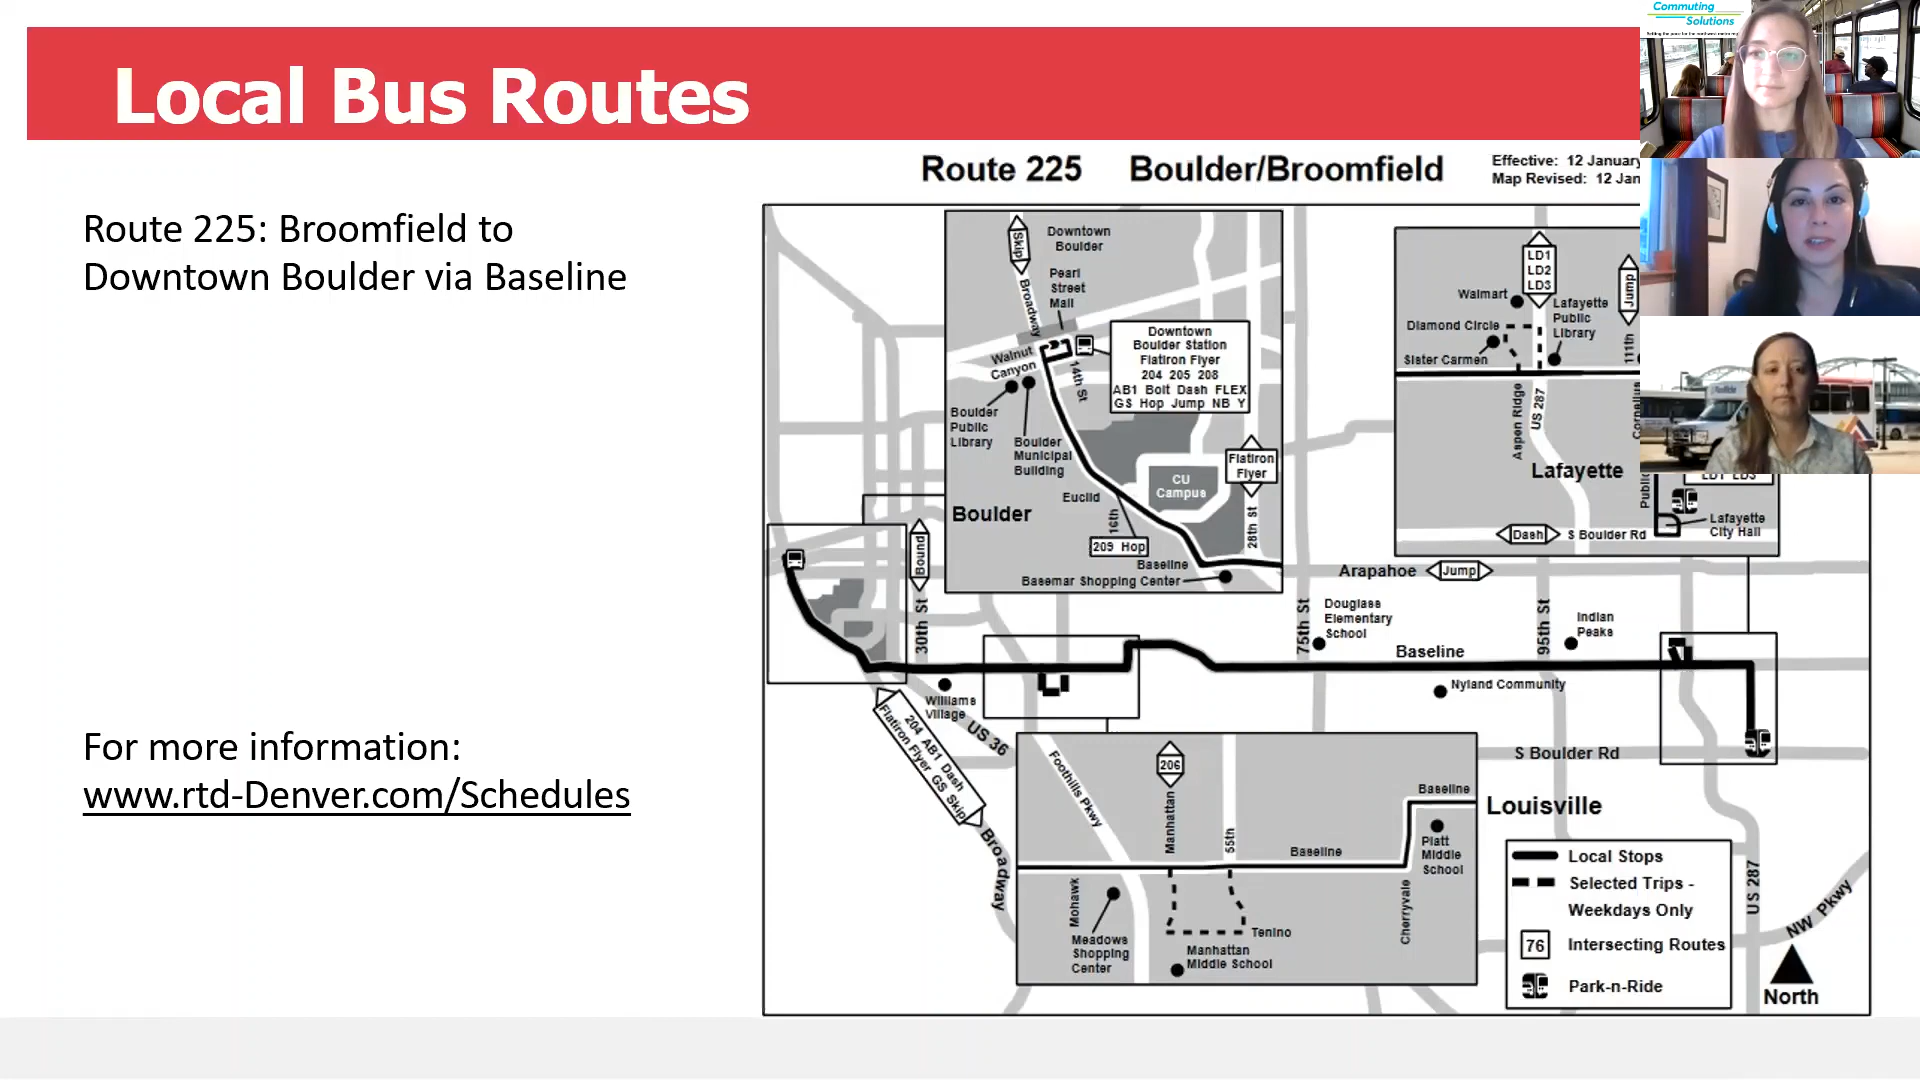 Local Bus Routes
Commuting
Solutions
Route 225: Broomfield to
Downtown Boulder via Baseline
For more information:
www.rtd-Denver.com/Schedules
Route 225 Boulder/Broomfield
Effective: 12 January
Map Revised: 12 Jan
Skip
Downtown
Boulder
Broadway
Pearl
Street
Mall
Walnut
Canyon
14th St
Downtown
Boulder Station
Flatiron Flyer
204 205 208
AB1 Bolt Dash FLEX
GS Hop Jump NB Y
Boulder
Public
Library
Boulder
Municipal
Building
Flatiron
Flyer
CU
Campus
Euclid
16th
28th St
Boulder
209 Hop
Baseline
Basemar Shopping Center
LD1
LD2
LD3
Jump
Walmart
Lafayette
Public
Library
Diamond Circle
Sister Carmen
111th
Aspen Ridge
US 287
Lafayette
Public
LD1 LD3
Lafayette
City Hall
Dash
S Boulder Rd
Arapahoe
Jump
Bound
30th St
75th St
Douglass
Elementary
School
95th St
Indian
Peaks
Baseline
Nyland Community
Williams
Village
US 36
204 AB1 Dash
Flatiron Flyer GS Skip
Broadway
S Boulder Rd
Foothills Pkwy
206
Manhattan
55th
Baseline
Baseline
Platt
Middle
School
Cherryvale
Mohawk
Meadows
Shopping
Center
Tenino
Manhattan
Middle School
Louisville
Local Stops
Selected Trips -
Weekdays Only
76 Intersecting Routes
Park-n-Ride
US 287
NW Pkwy
North